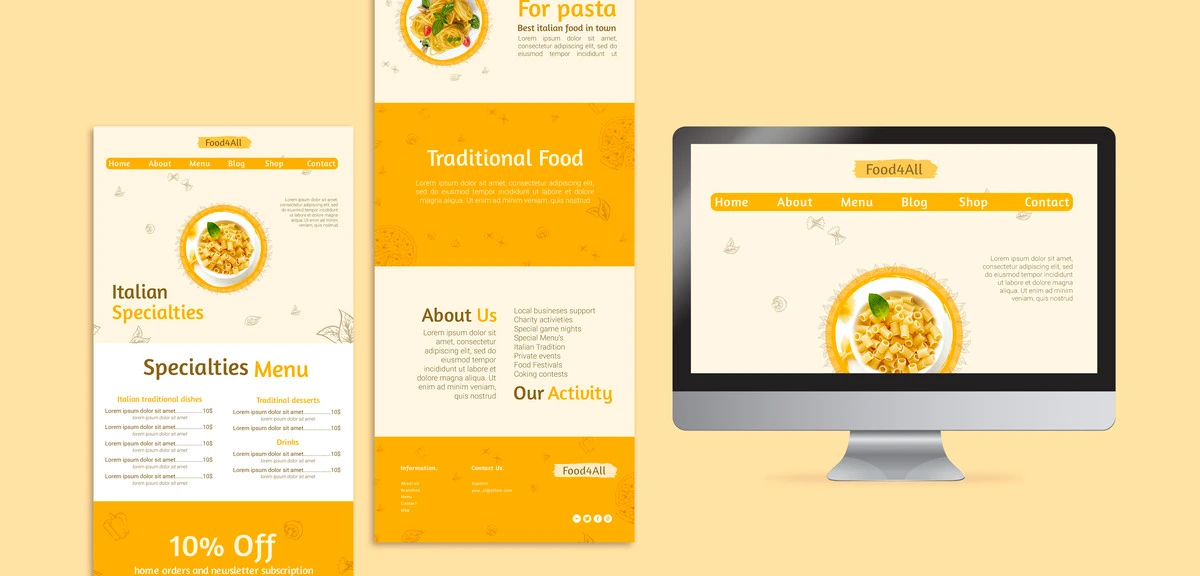 Food4All
Home About Menu Blog Shop Contact
Lorem ipsum dolor sit amet,
consectetur adipiscing elit, sed
do eiusmod tempor incididunt
ut labore et dolore magna
aliqua. Ut enim ad minim
veniam, quis nostrud
Italian
Specialties
Specialties Menu
Italian traditional dishes
Lorem ipsum dolor sit amet..............10$
lorem ipsum dolor sit amet
Lorem ipsum dolor sit amet..............10$
Lorem ipsum dolor sit amet..............10$
lorem ipsum dolor sit amet
Lorem ipsum dolor sit amet..............10$
lorem ipsum dolor sit amet
Lorem ipsum dolor sit amet..............10$
lorem ipsum dolor sit amet
Traditinal desserts
Lorem ipsum dolor sit amet..............10$
lorem ipsum dolor sit amet
Lorem ipsum dolor sit amet..............10$
Drinks
Lorem ipsum dolor sit amet..............10$
lorem ipsum dolor sit amet
Lorem ipsum dolor sit amet..............10$
10% Off
home orders and newsletter subscription
For pasta
Best italian food in town
Lorem ipsum dolor sit amet,
consectetur adipiscing elit, sed do
eiusmod tempor incididunt ut
Traditional Food
Lorem ipsum dolor sit amet, consectetur adipiscing elit,
sed do eiusmod tempor incididunt ut labore et dolore
magna aliqua. Ut enim ad minim veniam, quis nostrud
About Us
Lorem ipsum dolor sit
amet, consectetur
adipiscing elit, sed do
eiusmod tempor
incididunt ut labore et
dolore magna
aliqua. Ut enim ad minim
veniam, quis nostrud
Local busineses support
Charity activieties
Special game nights
Special Menu's
Italian Tradition
Private events
Food Festivals
Coking contests
Our Activity
Information.
About Us
Branches
Menu
Contact
Contact Us.
Food4All
Food4All
Home About Menu Blog Shop Contact
Lorem ipsum dolor sit amet,
consectetur adipiscing elit, sed
do eiusmod tempor incididunt
ut labore et dolore magna
aliqua. Ut enim ad minim
veniam, quis nostrud